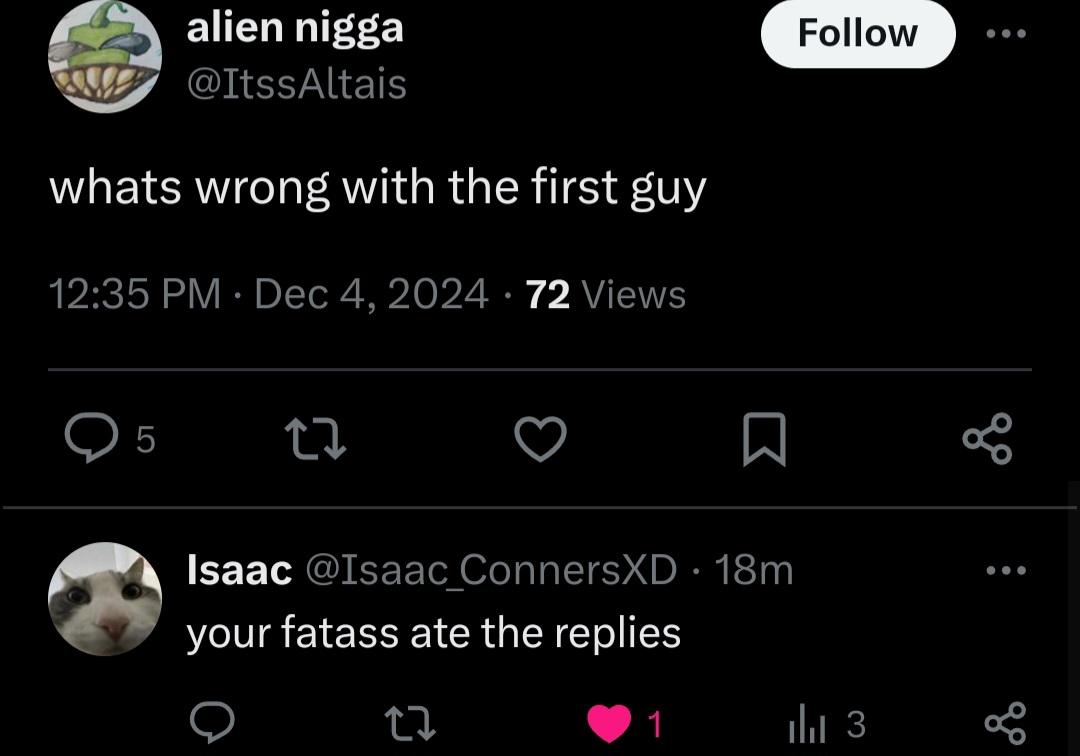 alien nigga
Follow
@ItssAltais
whats wrong with the first guy
12:35 PM · Dec 4, 2024 · 72 Views
5
Isaac @Isaac_ConnersXD · 18m
your fatass ate the replies
1 3